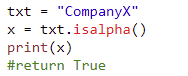 txt = "CompanyX"
x = txt.isalpha()
print(x)
#return True